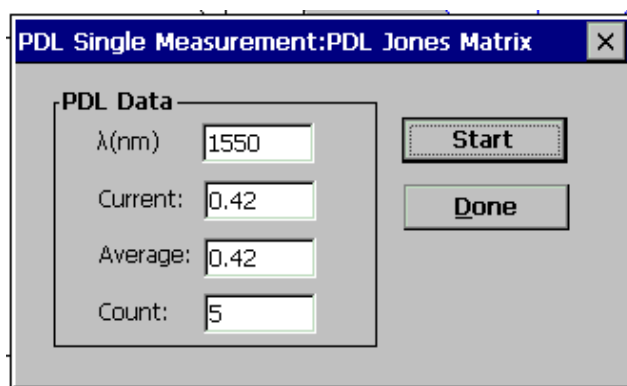 PDL Single Measurement:PDL Jones Matrix
PDL Data
λ(nm) 1550
Current: 0.42
Average: 0.42
Count: 5
Start
Done